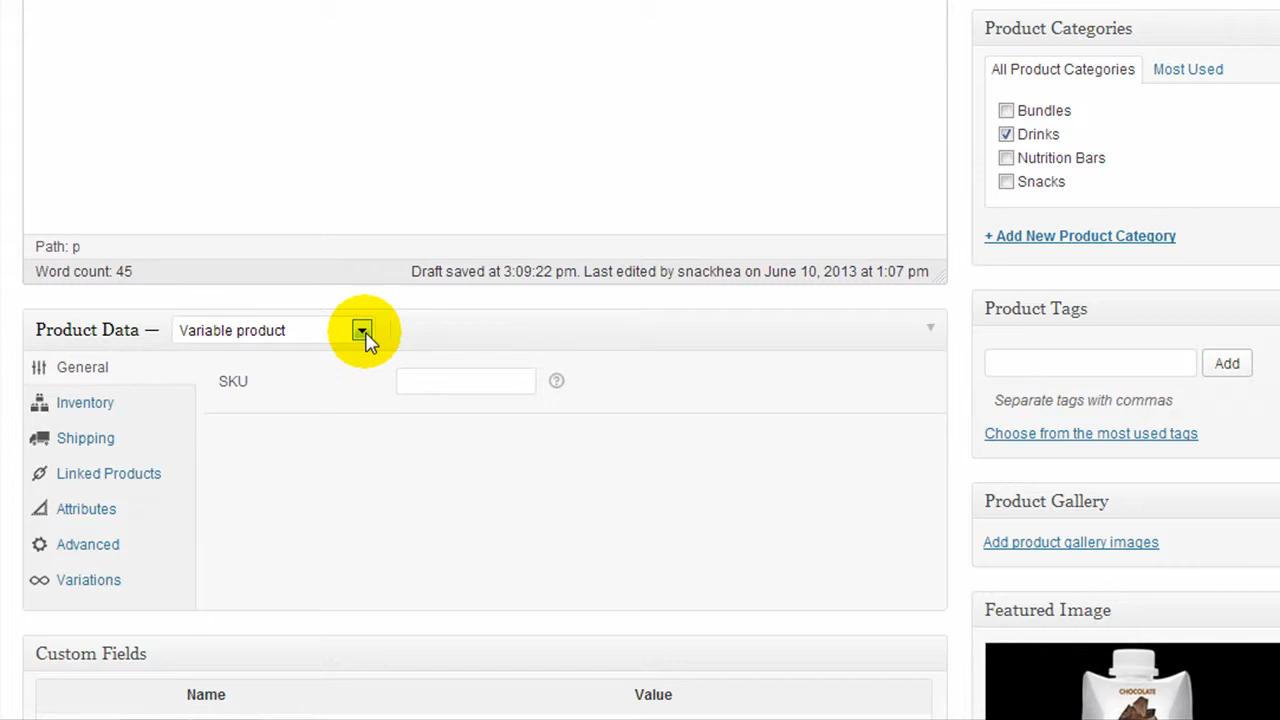 Path: p
Word count: 45
Draft saved at 3:09:22 pm. Last edited by snackhea on June 10, 2013 at 1:07 pm
Product Data —
Variable product
General
Inventory
Shipping
Linked Products
Attributes
Advanced
Variations
SKU
?
Custom Fields
Name
Value
Product Categories
All Product Categories
Most Used
Bundles
Drinks
Nutrition Bars
Snacks
+ Add New Product Category
Product Tags
Add
Separate tags with commas
Choose from the most used tags
Product Gallery
Add product gallery images
Featured Image
CHOCOLATE